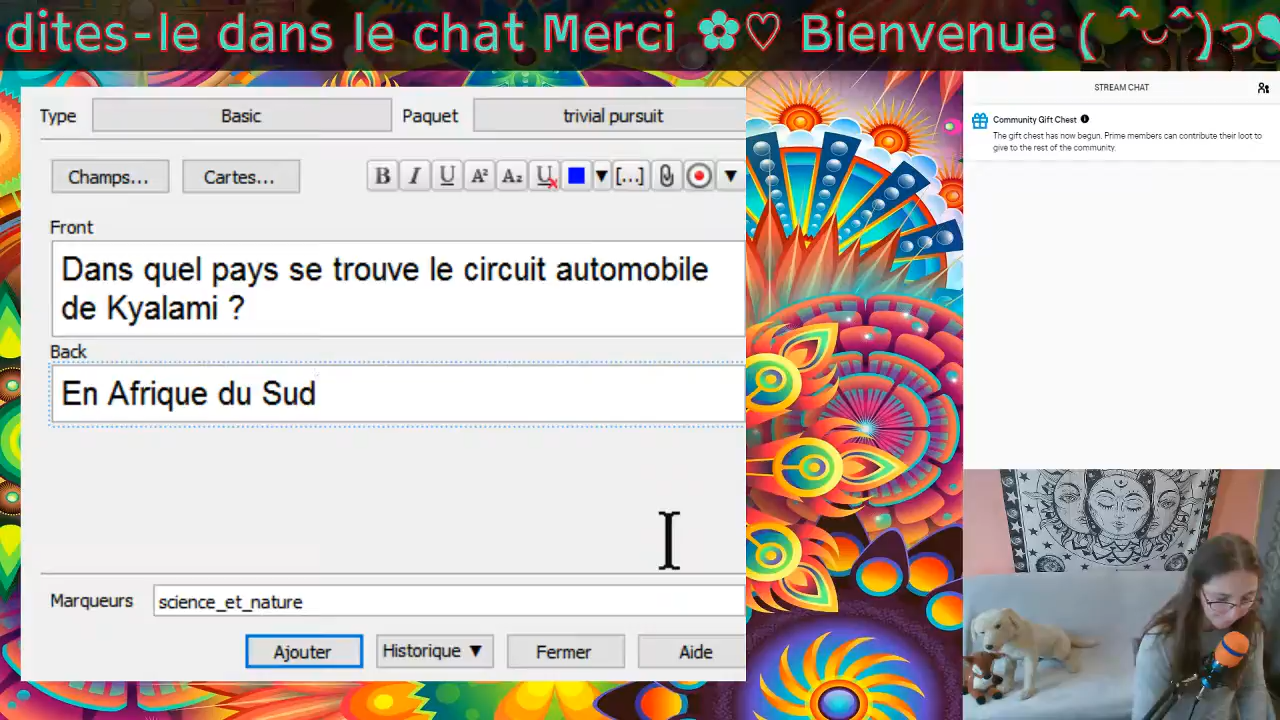 dites-le dans le chat Merci ✿♡ Bienvenue ( ˆ⌣ˆ)つ
STREAM CHAT
Community Gift Chest
The gift chest has now begun. Prime members can contribute their loot to
give to the rest of the community.
Type Basic Paquet trivial pursuit
Champs... Cartes... B I U A² A₂ U [...]
Front
Dans quel pays se trouve le circuit automobile
de Kyalami ?
Back
En Afrique du Sud
Marqueurs science_et_nature
Ajouter Historique ▼ Fermer Aide